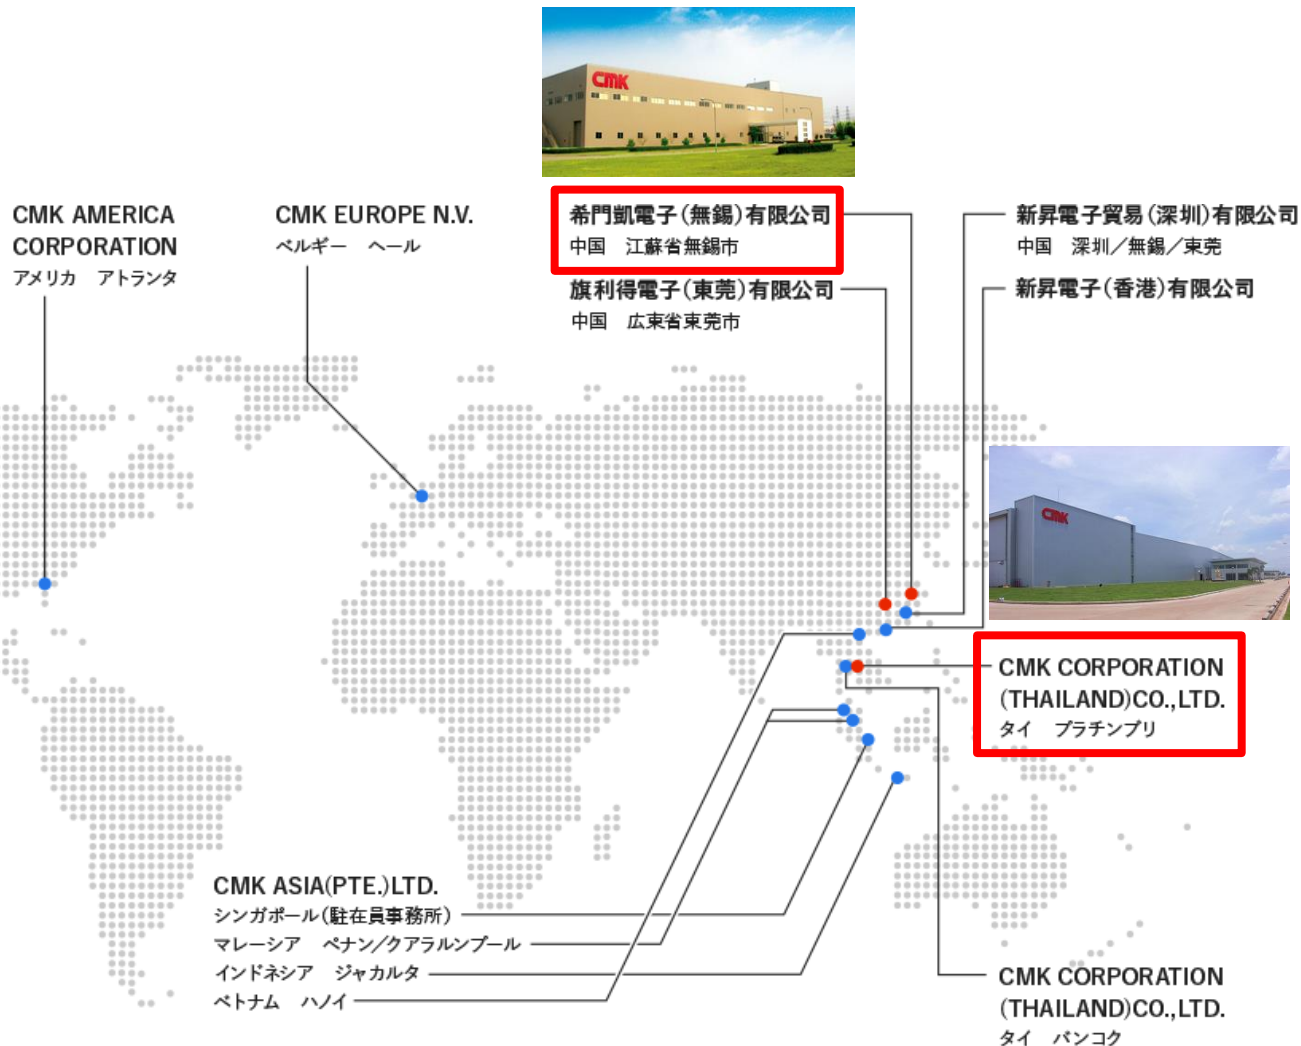 CMK
CMK AMERICA
CORPORATION
アメリカ アトランタ
CMK EUROPE N.V.
ベルギー ヘール
希門凱電子(無錫)有限公司
中国 江蘇省無錫市
旗利得電子(東莞)有限公司
中国 広東省東莞市
新昇電子貿易(深圳)有限公司
中国 深圳/無錫/東莞
新昇電子(香港)有限公司
CMK
CMK CORPORATION
(THAILAND)CO.,LTD.
タイ プラチンブリ
CMK ASIA(PTE.)LTD.
シンガポール(駐在員事務所)
マレーシア ペナン/クアラルンプール
インドネシア ジャカルタ
ベトナム ハノイ
CMK CORPORATION
(THAILAND)CO.,LTD.
タイ バンコク